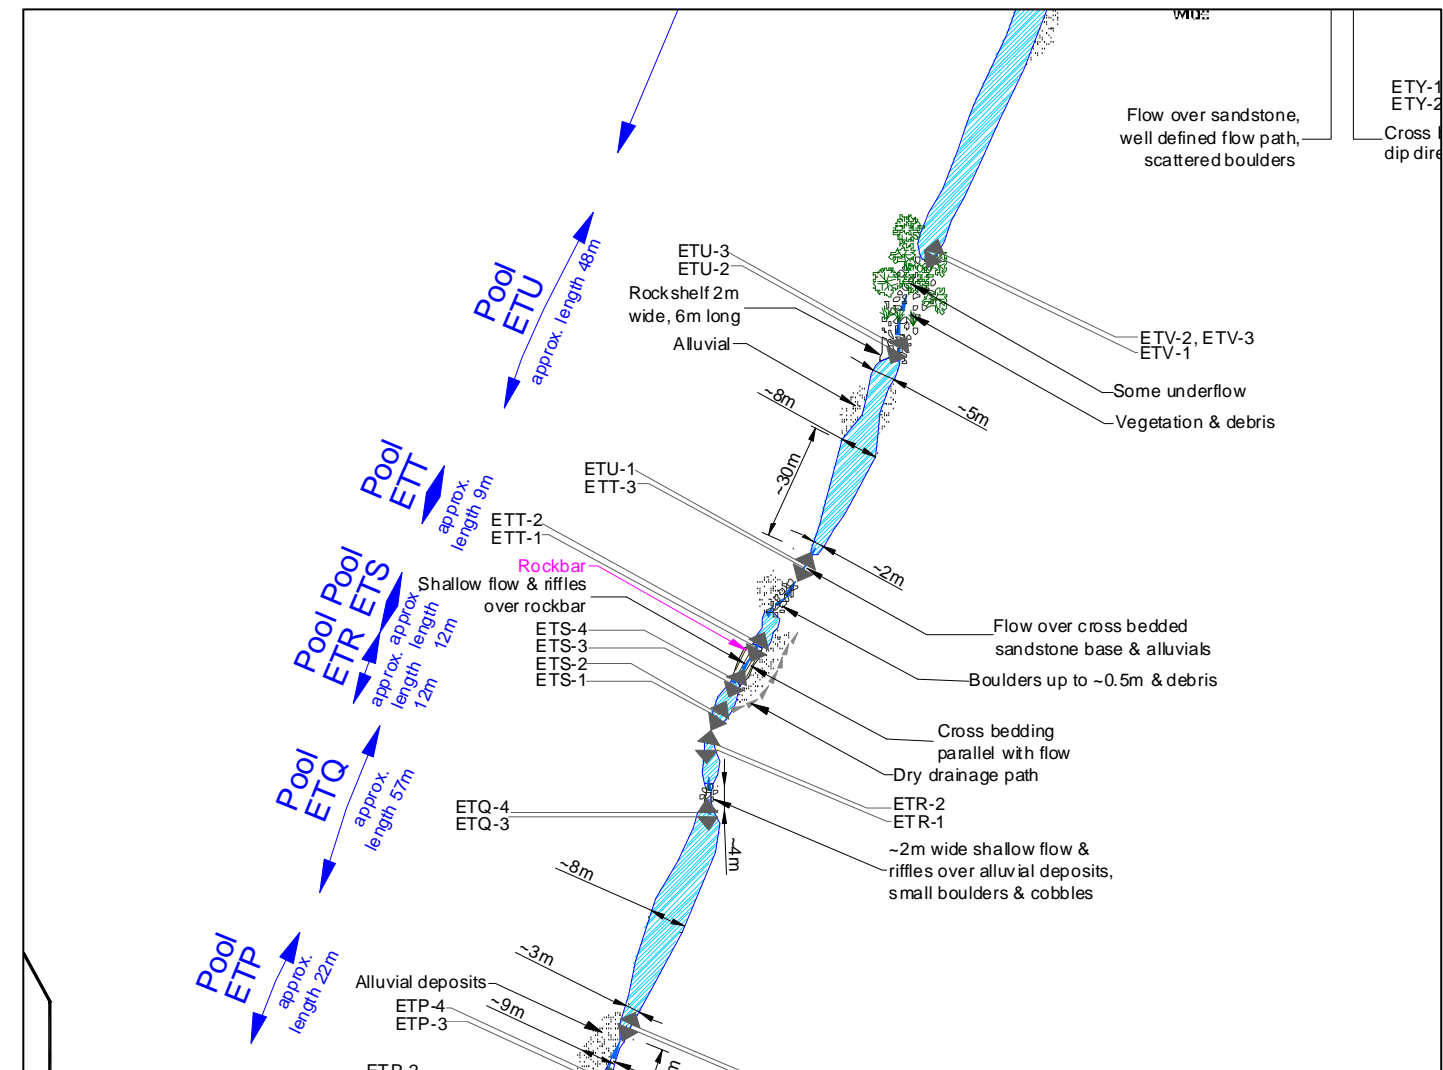 Flow over sandstone,
well defined flow path,
scattered boulders
ETY-1
ETY-2
Cross
dip dire
Pool
ETU
approx. length 48m
ETU-3
ETU-2
Rockshelf 2m
wide, 6m long
Alluvial
ETV-2, ETV-3
ETV-1
Some underflow
Vegetation & debris
~8m
~5m
~30m
~2m
Pool
ETT
approx.
length 9m
ETU-1
ETT-3
ETT-2
ETT-1
Rockbar
Shallow flow & riffles
over rockbar
ETS-4
ETS-3
ETS-2
ETS-1
Pool
ETS
approx.
length
12m
Pool
ETR
approx.
length
12m
Flow over cross bedded
sandstone base & alluvials
Boulders up to ~0.5m & debris
Cross bedding
parallel with flow
Dry drainage path
ETR-2
ETR-1
~2m wide shallow flow &
riffles over alluvial deposits,
small boulders & cobbles
Pool
ETQ
approx.
length 57m
ETQ-4
ETQ-3
~4m
~8m
~3m
Pool
ETP
approx.
length 22m
Alluvial deposits
~9m
ETP-4
ETP-3